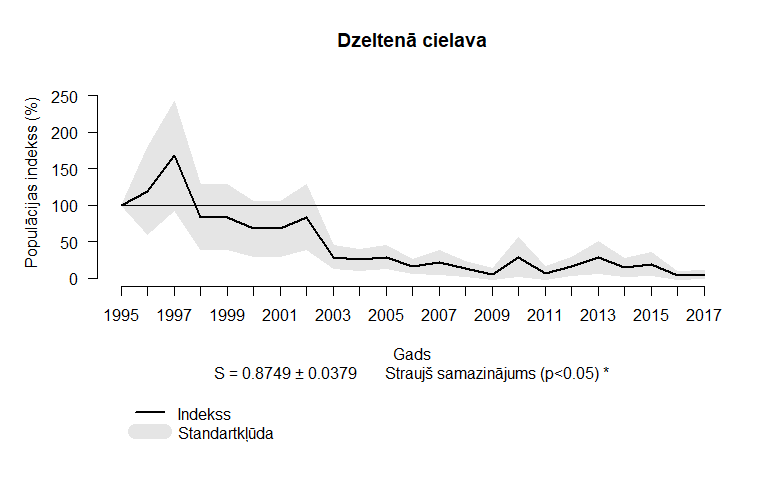 Dzeltenā cielava
Populācijas indekss (%)
250
200
150
100
50
0
1995 1997 1999 2001 2003 2005 2007 2009 2011 2013 2015 2017
Gads
S = 0.8749 ± 0.0379 Straujš samazinājums (p<0.05) *
Indekss
Standartkļūda